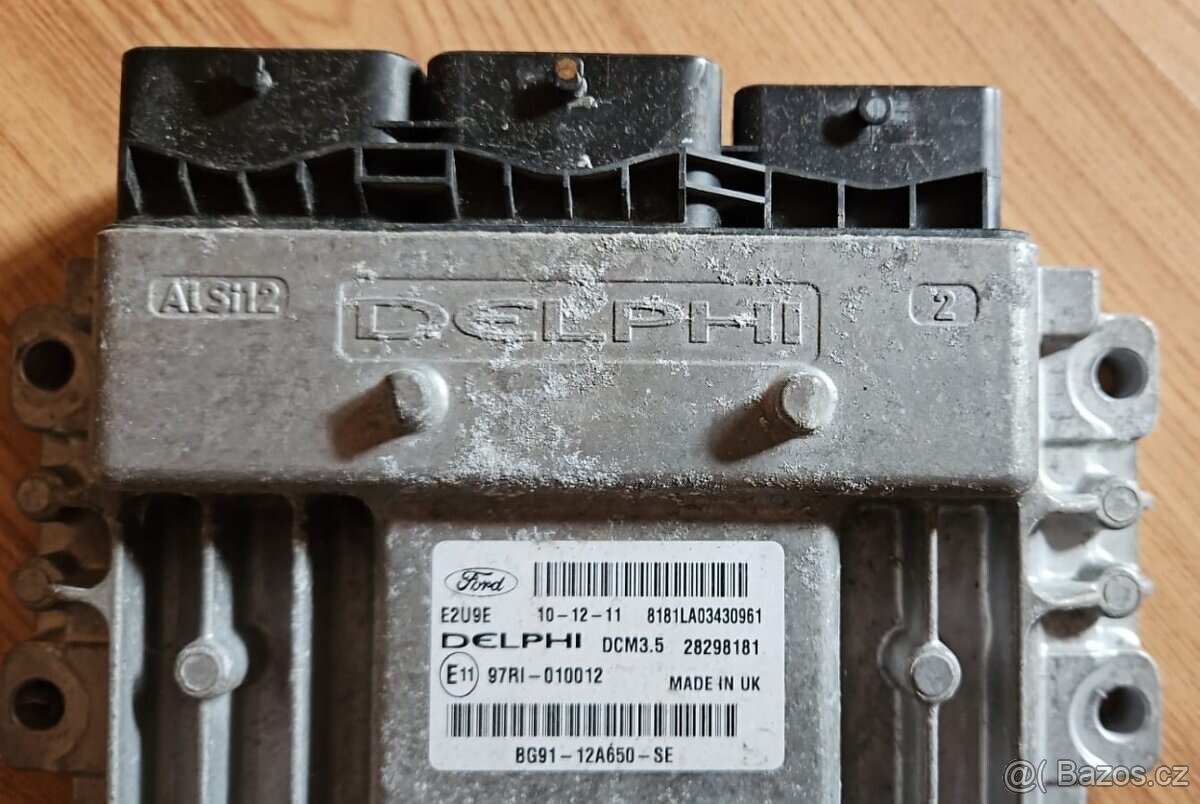 AlSi12 DELPHI 2
Ford
E2U9E 10-12-11 8181LA03430961
DELPHI DCM3.5 28298181
E11 97RI-010012
MADE IN UK
BG91-12A650-SE
@( Bazos.cz